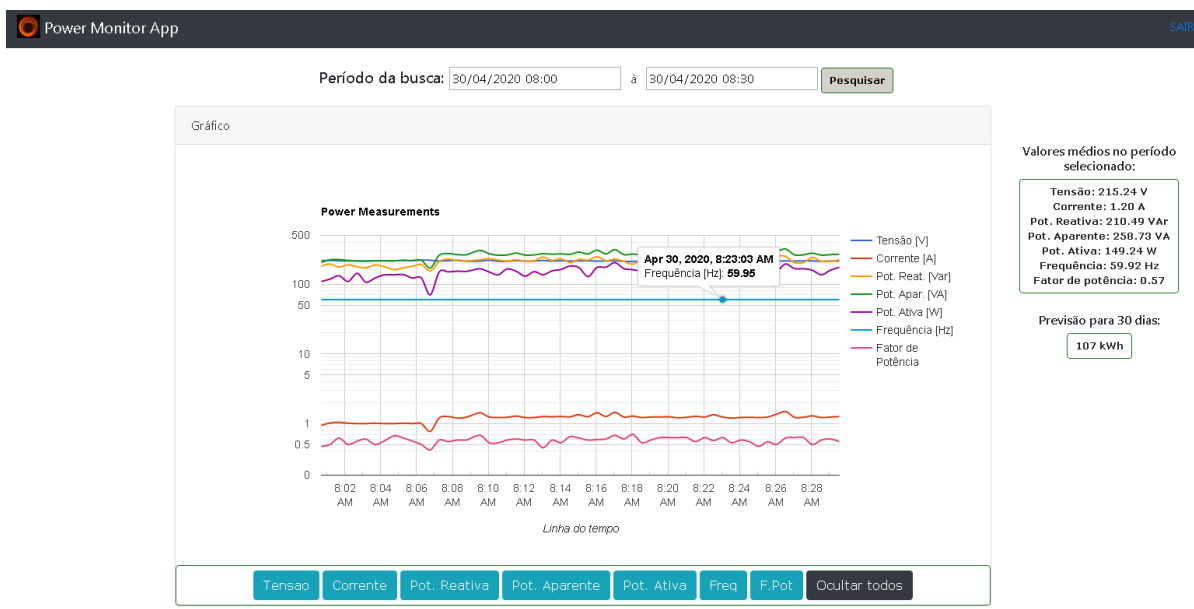 Power Monitor App
SAIR
Período da busca: 30/04/2020 08:00 à 30/04/2020 08:30 Pesquisar
Gráfico
Power Measurements
500
100
50
10
5
1
0.5
0
Apr 30, 2020, 8:23:03 AM
Frequência [Hz]: 59.95
Tensão [V]
Corrente [A]
Pot. Reat. [Var]
Pot. Apar. [VA]
Pot. Ativa [W]
Frequência [Hz]
Fator de
Potência
8:02 8:04 8:06 8:08 8:10 8:12 8:14 8:16 8:18 8:20 8:22 8:24 8:26 8:28
AM AM AM AM AM AM AM AM AM AM AM AM AM AM
Linha do tempo
Tensao Corrente Pot. Reativa Pot. Aparente Pot. Ativa Freq F.Pot Ocultar todos
Valores médios no período
selecionado:
Tensão: 215.24 V
Corrente: 1.20 A
Pot. Reativa: 210.49 VAr
Pot. Aparente: 258.73 VA
Pot. Ativa: 149.24 W
Frequência: 59.92 Hz
Fator de potência: 0.57
Previsão para 30 dias:
107 kWh